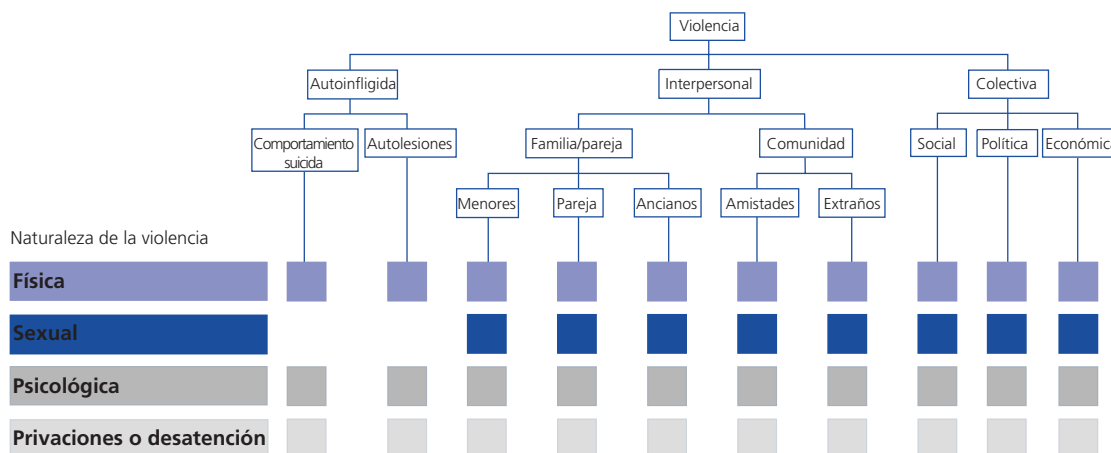 Violencia
Autoinfligida
Interpersonal
Colectiva
Comportamiento
suicida
Autolesiones
Familia/pareja
Comunidad
Social
Política
Económica
Menores
Pareja
Ancianos
Amistades
Extraños
Naturaleza de la violencia
Física
Sexual
Psicológica
Privaciones o desatención